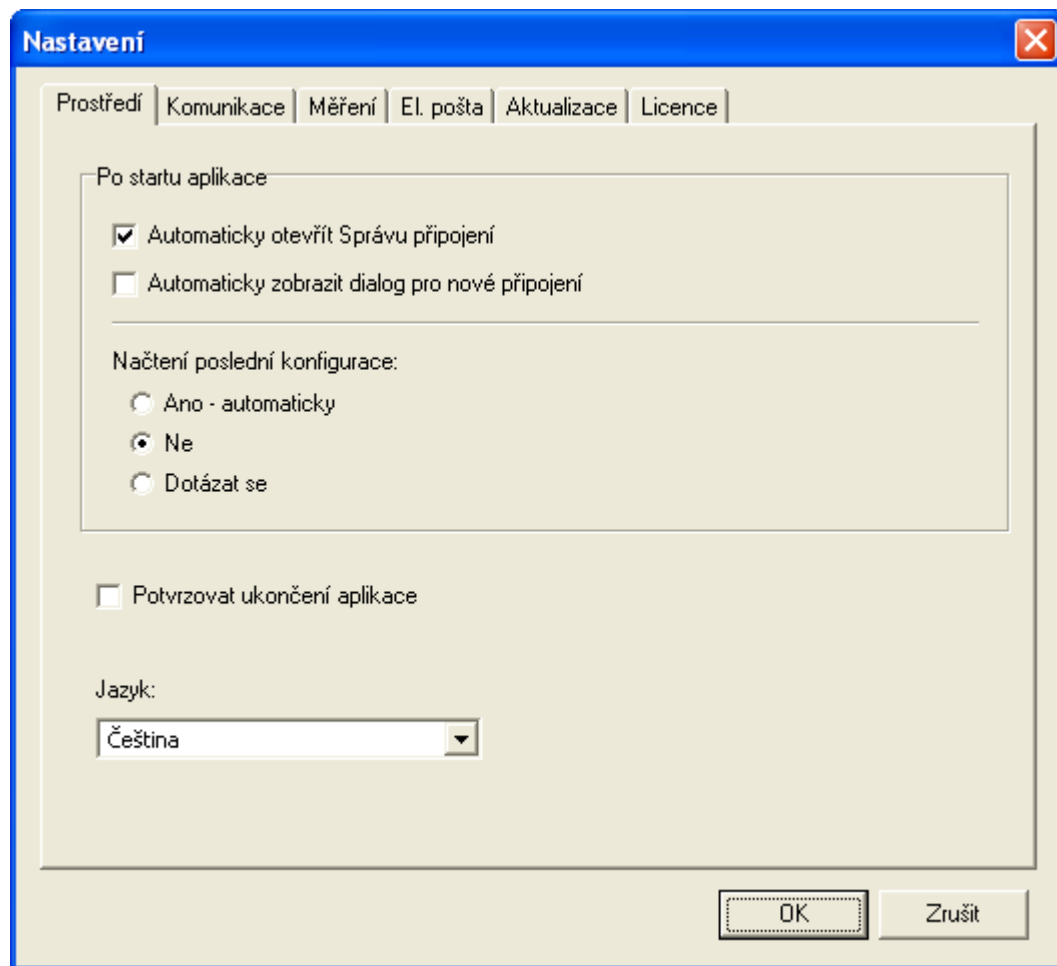 Nastavení
Prostředí Komunikace Měření El. pošta Aktualizace Licence
Po startu aplikace
Automaticky otevřít Správu připojení
Automaticky zobrazit dialog pro nové připojení
Načtení poslední konfigurace:
Ano - automaticky
Ne
Dotázat se
Potvrzovat ukončení aplikace
Jazyk:
Čeština
OK Zrušit